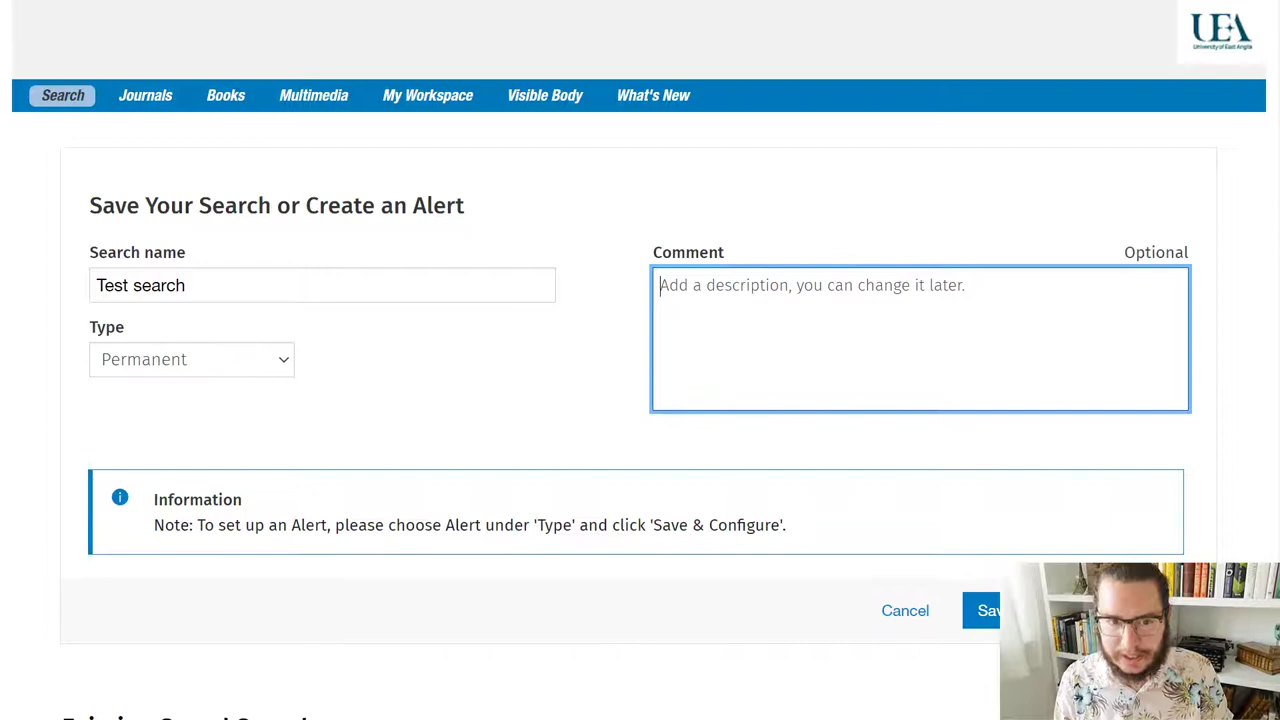 UEA
University of East Anglia
Search Journals Books Multimedia My Workspace Visible Body What's New
Save Your Search or Create an Alert
Search name
Test search
Type
Permanent
Comment Optional
Add a description, you can change it later.
Information
Note: To set up an Alert, please choose Alert under 'Type' and click 'Save & Configure'.
Cancel Sav